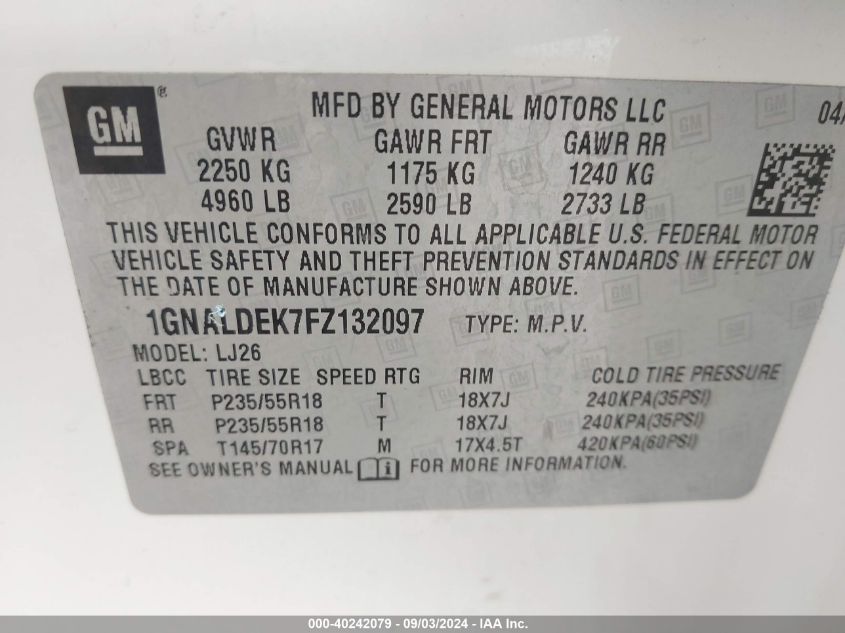 GM ®
MFD BY GENERAL MOTORS LLC 04/
GVWR GAWR FRT GAWR RR
2250 KG 1175 KG 1240 KG
4960 LB 2590 LB 2733 LB
THIS VEHICLE CONFORMS TO ALL APPLICABLE U.S. FEDERAL MOTOR
VEHICLE SAFETY AND THEFT PREVENTION STANDARDS IN EFFECT ON
THE DATE OF MANUFACTURE SHOWN ABOVE.
1GNALDEK7FZ132097 TYPE: M.P.V.
MODEL: LJ26
LBCC TIRE SIZE SPEED RTG RIM COLD TIRE PRESSURE
FRT P235/55R18 T 18X7J 240KPA(35PSI)
RR P235/55R18 T 18X7J 240KPA(35PSI)
SPA T145/70R17 M 17X4.5T 420KPA(60PSI)
SEE OWNER'S MANUAL i FOR MORE INFORMATION.
000-40242079 - 09/03/2024 - IAA Inc.